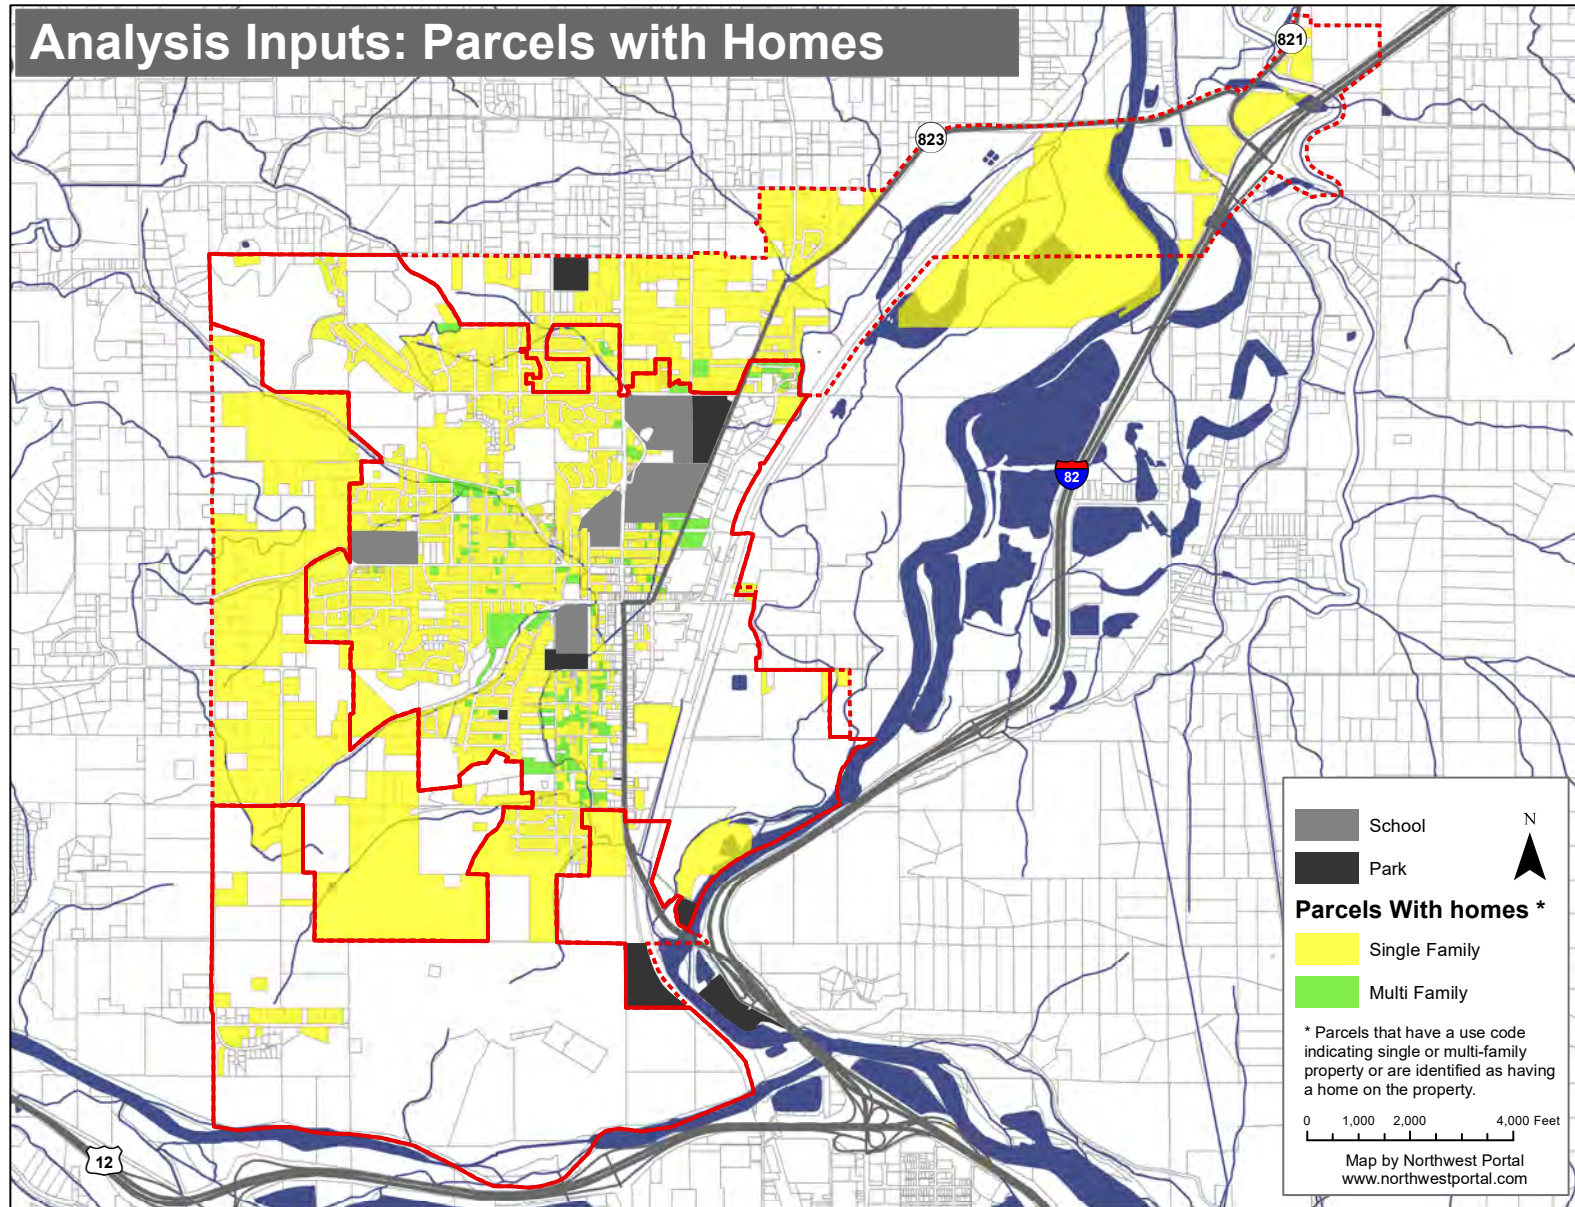 Analysis Inputs: Parcels with Homes
821
823
82
12
School
Park
N
Parcels With homes *
Single Family
Multi Family
* Parcels that have a use code
indicating single or multi-family
property or are identified as having
a home on the property.
0 1,000 2,000 4,000 Feet
Map by Northwest Portal
www.northwestportal.com